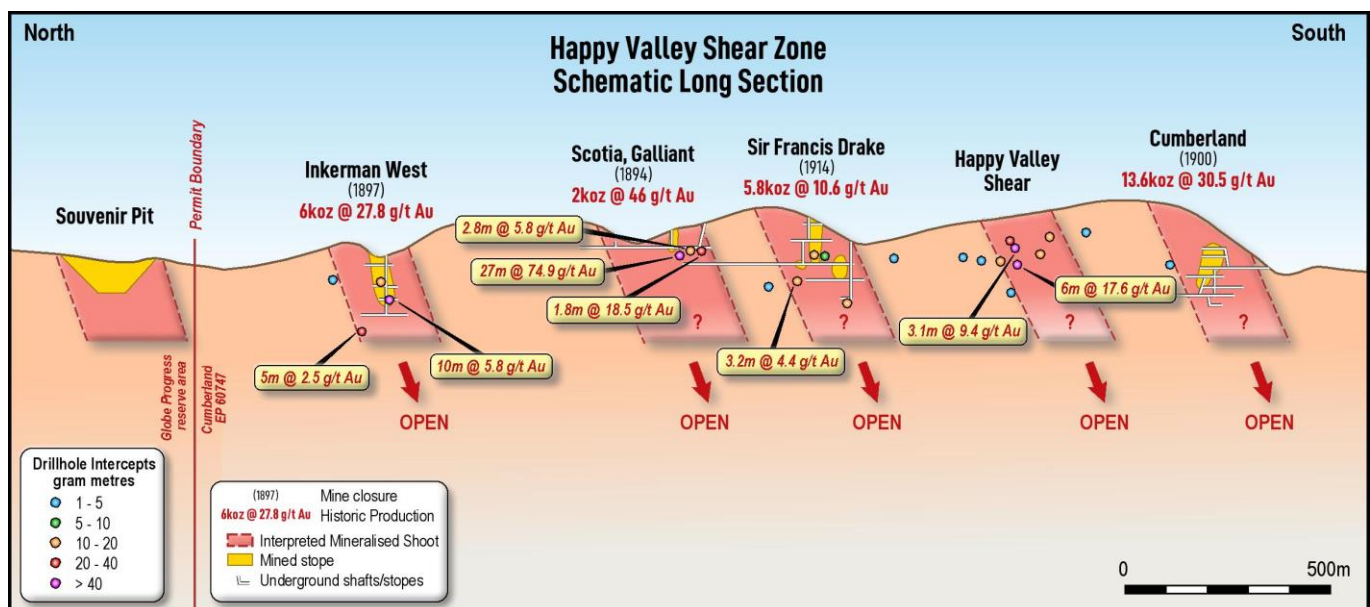 North
South
Happy Valley Shear Zone
Schematic Long Section
Permit Boundary
Souvenir Pit
Inkerman West
(1897)
6koz @ 27.8 g/t Au
Scotia, Galliant
(1894)
2koz @ 46 g/t Au
Sir Francis Drake
(1914)
5.8koz @ 10.6 g/t Au
Happy Valley
Shear
Cumberland
(1900)
13.6koz @ 30.5 g/t Au
2.8m @ 5.8 g/t Au
27m @ 74.9 g/t Au
1.8m @ 18.5 g/t Au
6m @ 17.6 g/t Au
3.1m @ 9.4 g/t Au
3.2m @ 4.4 g/t Au
10m @ 5.8 g/t Au
5m @ 2.5 g/t Au
?
?
?
?
OPEN
OPEN
OPEN
OPEN
OPEN
Globe Progress
reserve area
Cumberland
EP 60747
Drillhole Intercepts
gram metres
1 - 5
5 - 10
10 - 20
20 - 40
> 40
(1897) Mine closure
6koz @ 27.8 g/t Au Historic Production
Interpreted Mineralised Shoot
Mined stope
Underground shafts/stopes
0 500m